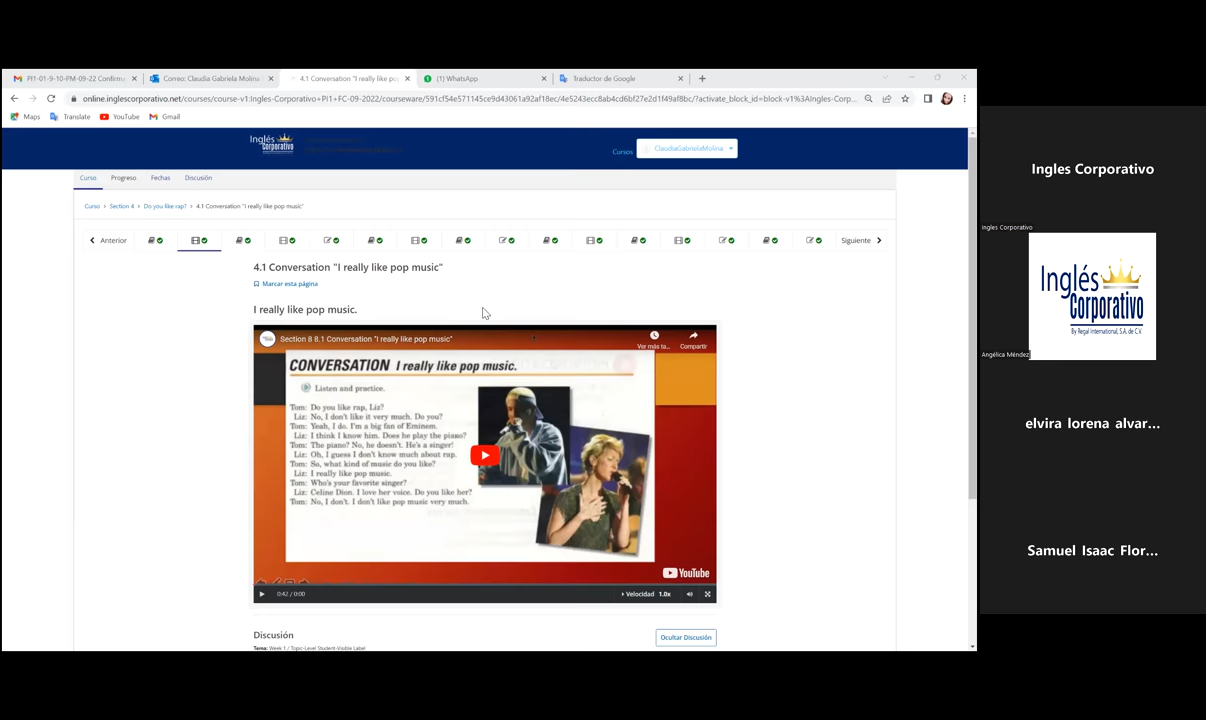 PI1-01-9-10-PM-09-22 Confirma
Correo: Claudia Gabriela Molina
4.1 Conversation "I really like po
(1) WhatsApp
Traductor de Google
online.inglescorporativo.net/courses/course-v1:Ingles-Corporativo+PI1+FC-09-2022/courseware/591cf54e571145ce9d43061a92af18ec/4e5243ecc8ab4cd6bf27e2d1f49af8bc/?activate_block_id=block-v1%3AIngles-Corp...
Maps
Translate
YouTube
Gmail
Inglés
Corporativo
Cursos
ClaudiaGabrielaMolina
Curso
Progreso
Fechas
Discusión
Curso > Section 4 > Do you like rap? > 4.1 Conversation "I really like pop music"
Anterior
Siguiente
4.1 Conversation "I really like pop music"
Marcar esta página
I really like pop music.
Section 8 8.1 Conversation "I really like pop music"
Ver más ta...
Compartir
CONVERSATION I really like pop music.
Listen and practice.
Tom: Do you like rap, Liz?
Liz: No, I don't like it very much. Do you?
Tom: Yeah, I do. I'm a big fan of Eminem.
Liz: I think I know him. Does he play the piano?
Tom: The piano? No, he doesn't. He's a singer!
Liz: Oh, I guess I don't know much about rap.
Tom: So, what kind of music do you like?
Liz: I really like pop music.
Tom: Who's your favorite singer?
Liz: Celine Dion. I love her voice. Do you like her?
Tom: No, I don't. I don't like pop music very much.
YouTube
0:42 / 0:00
Velocidad 1.0x
Discusión
Ocultar Discusión
Tema: Week 1 / Topic-Level Student-Visible Label
Ingles Corporativo
Ingles Corporativo
Inglés
Corporativo
By Regal International, S.A. de C.V.
Angélica Méndez
elvira lorena alvar...
Samuel Isaac Flor...